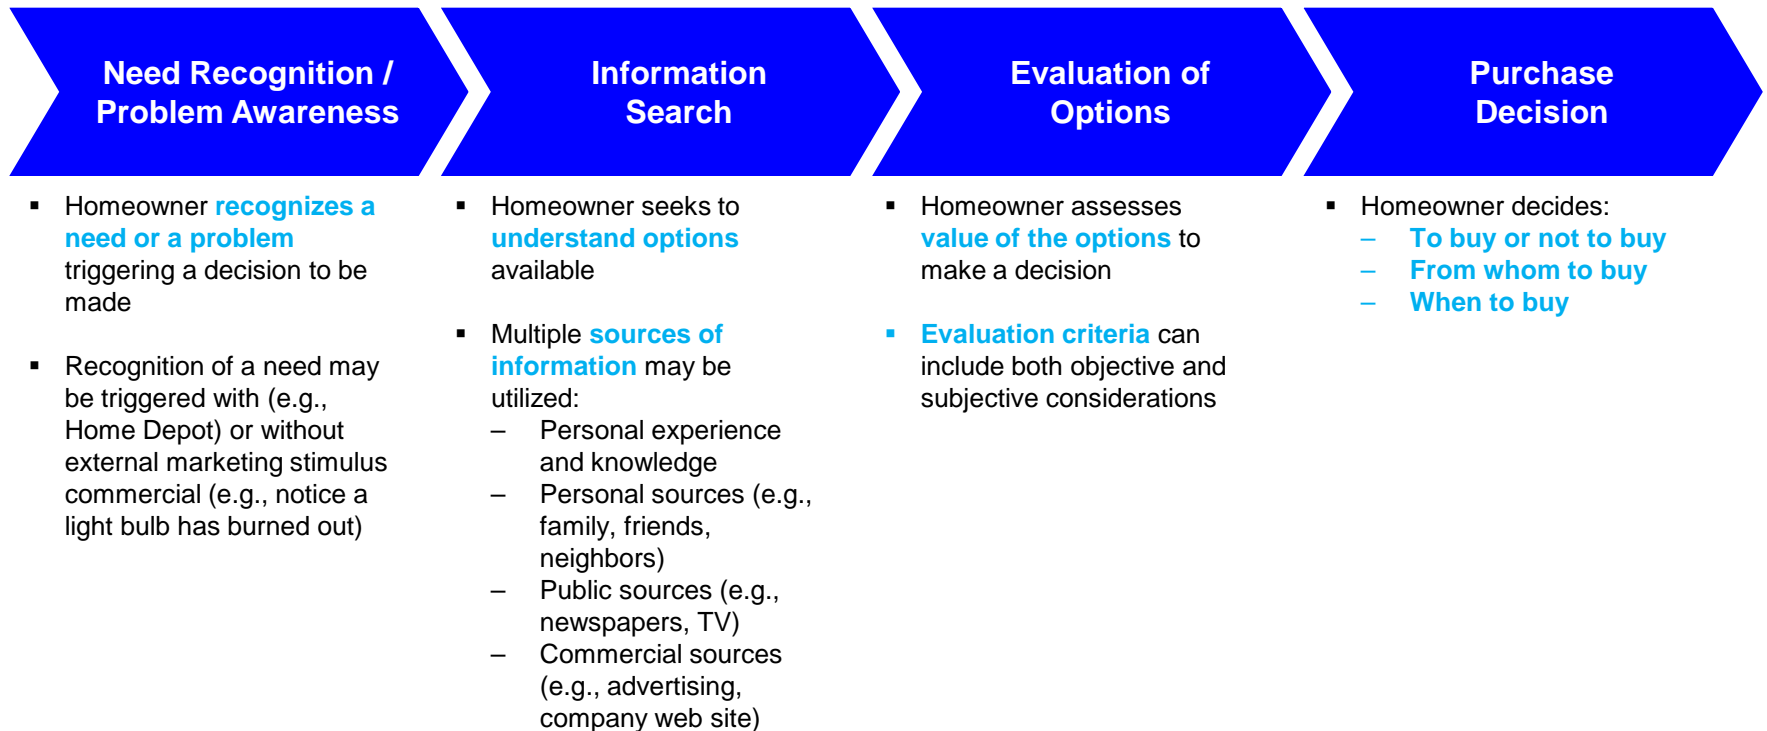 Need Recognition /
Problem Awareness
Information
Search
Evaluation of
Options
Purchase
Decision
▪ Homeowner recognizes a
need or a problem
triggering a decision to be
made
▪ Recognition of a need may
be triggered with (e.g.,
Home Depot) or without
external marketing stimulus
commercial (e.g., notice a
light bulb has burned out)
▪ Homeowner seeks to
understand options
available
▪ Multiple sources of
information may be
utilized:
– Personal experience
and knowledge
– Personal sources (e.g.,
family, friends,
neighbors)
– Public sources (e.g.,
newspapers, TV)
– Commercial sources
(e.g., advertising,
company web site)
▪ Homeowner assesses
value of the options to
make a decision
▪ Evaluation criteria can
include both objective and
subjective considerations
▪ Homeowner decides:
– To buy or not to buy
– From whom to buy
– When to buy